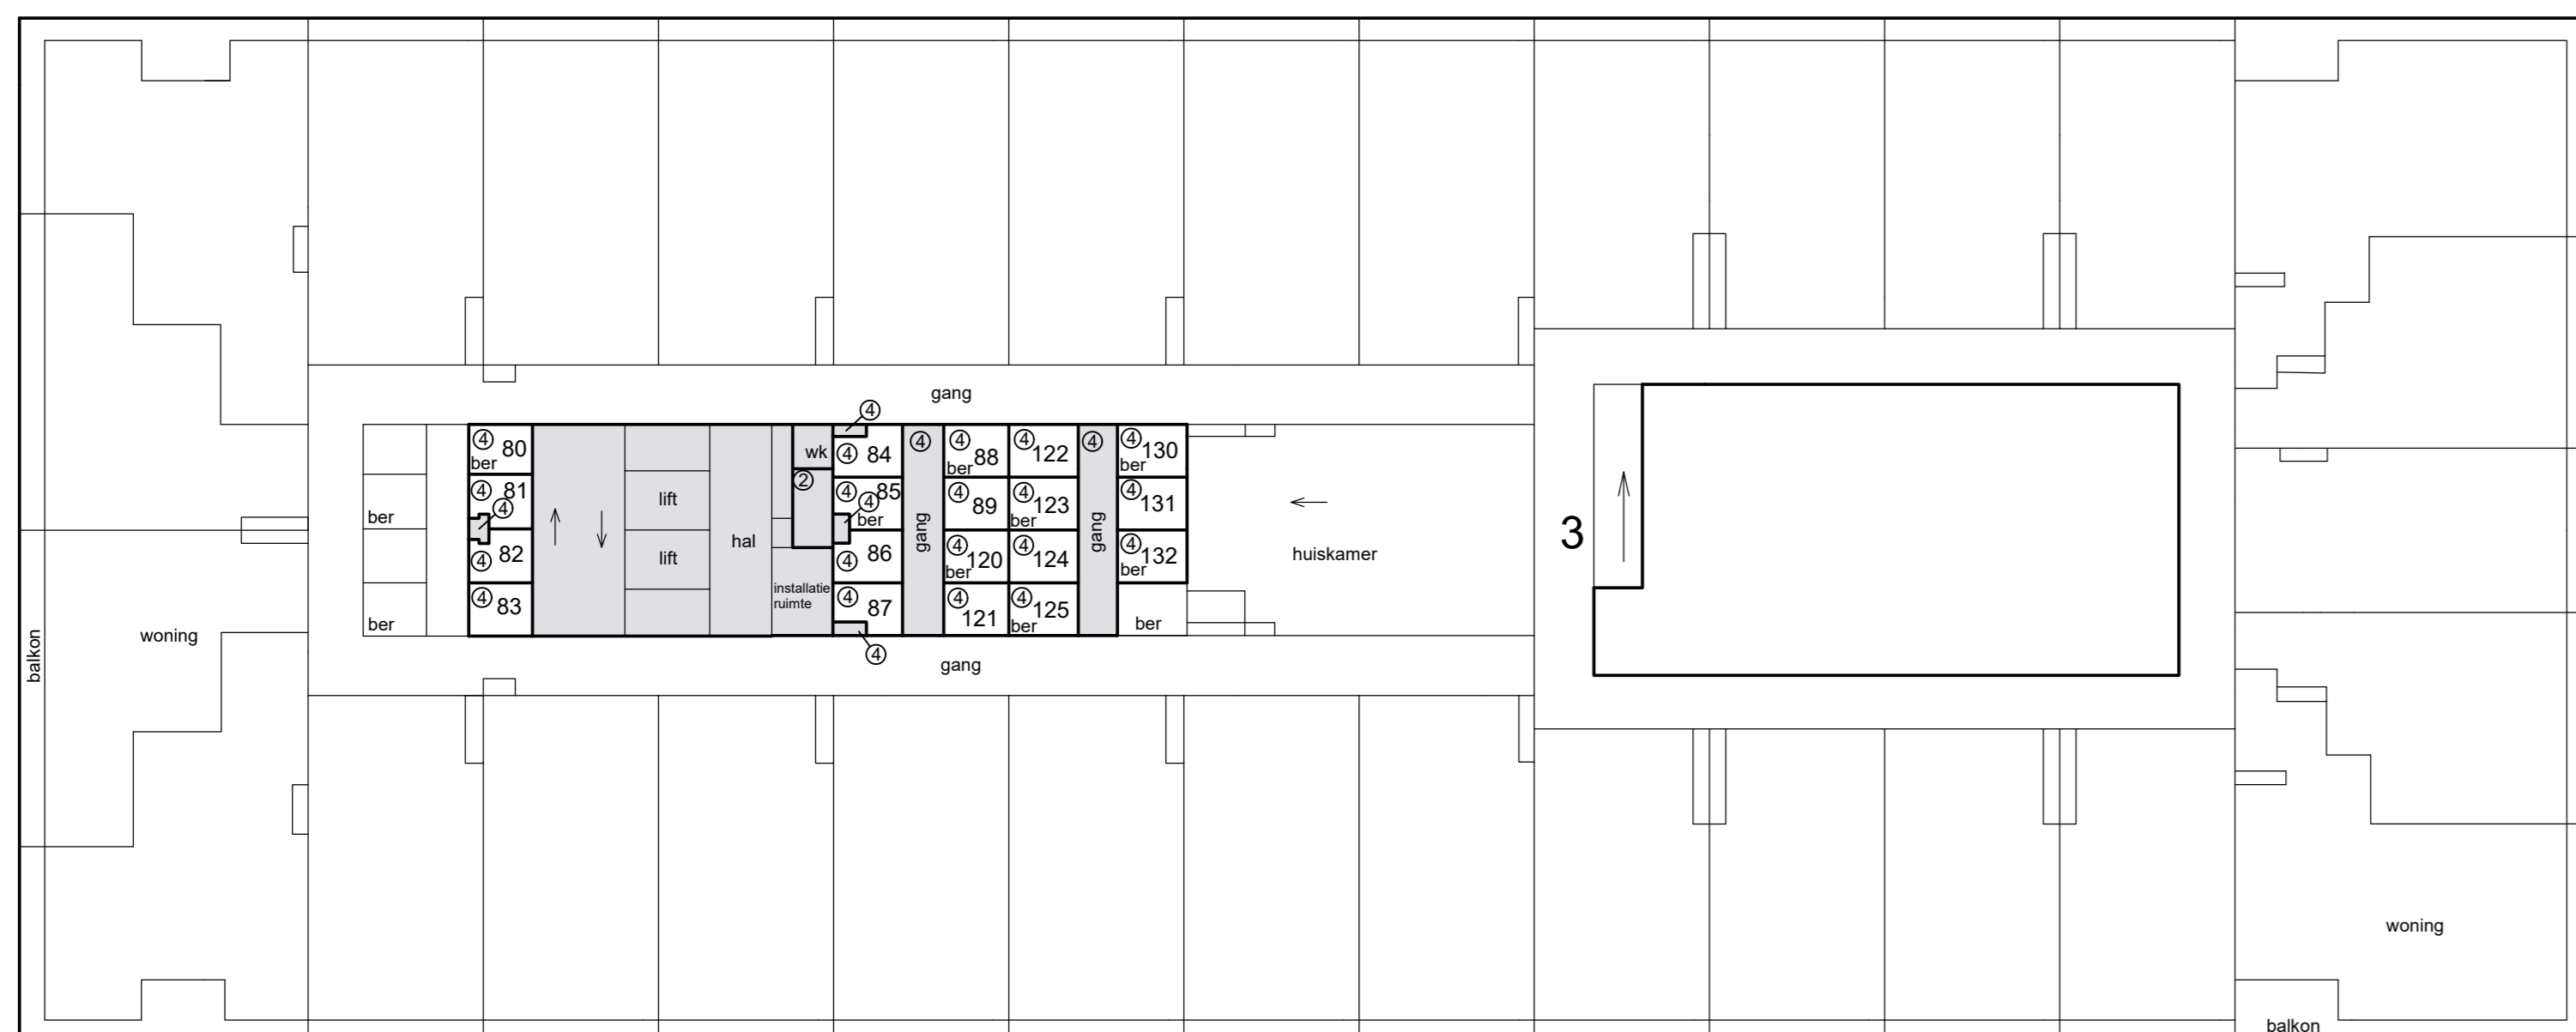 gang
④
④ 80
ber
④ 81
④
ber
④ 82
④ 83
ber
lift
lift
hal
wk
②
installatie
ruimte
④ 84
④ 85
④
ber
④ 86
④ 87
④
④
gang
④ 88
ber
④ 89
④ 120
ber
④ 121
④ 122
④ 123
ber
④ 124
④ 125
ber
④
gang
④ 130
ber
④ 131
④ 132
ber
ber
huiskamer
3
gang
balkon
woning
woning
balkon